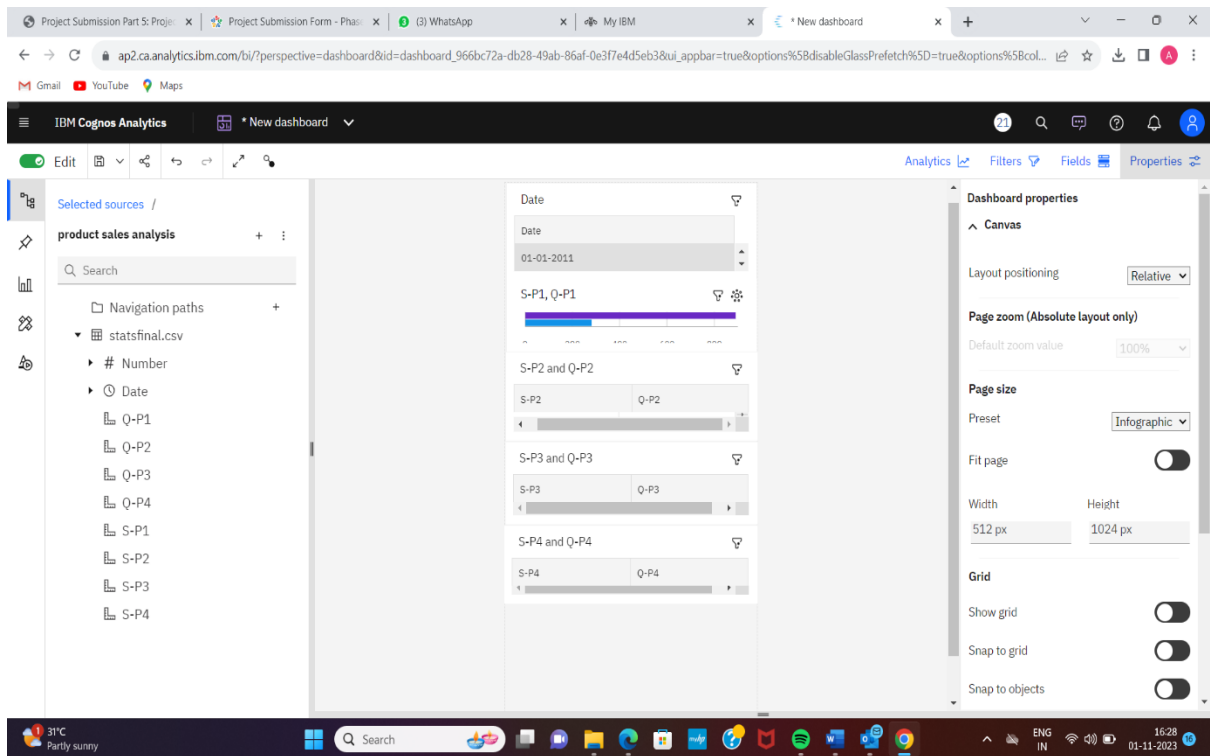 Project Submission Part 5: Projec
Project Submission Form - Phas
(3) WhatsApp
My IBM
* New dashboard
ap2.ca.analytics.ibm.com/bi/?perspective=dashboard&id=dashboard_966bc72a-db28-49ab-86af-0e3f7e4d5eb3&ui_appbar=true&options%5BdisableGlassPrefetch%5D=true&options%5Bcol...
A
Gmail
YouTube
Maps
IBM Cognos Analytics
* New dashboard
21
Edit
Analytics
Filters
Fields
Properties
Selected sources /
product sales analysis
Search
Navigation paths
statsfinal.csv
# Number
Date
Q-P1
Q-P2
Q-P3
Q-P4
S-P1
S-P2
S-P3
S-P4
Date
Date
01-01-2011
S-P1, Q-P1
S-P2 and Q-P2
S-P2 Q-P2
S-P3 and Q-P3
S-P3 Q-P3
S-P4 and Q-P4
S-P4 Q-P4
Dashboard properties
Canvas
Layout positioning Relative
Page zoom (Absolute layout only)
Default zoom value 100%
Page size
Preset Infographic
Fit page
Width Height
512 px 1024 px
Grid
Show grid
Snap to grid
Snap to objects
1
31°C
Partly sunny
Search
ENG
IN
16:28
01-11-2023
16